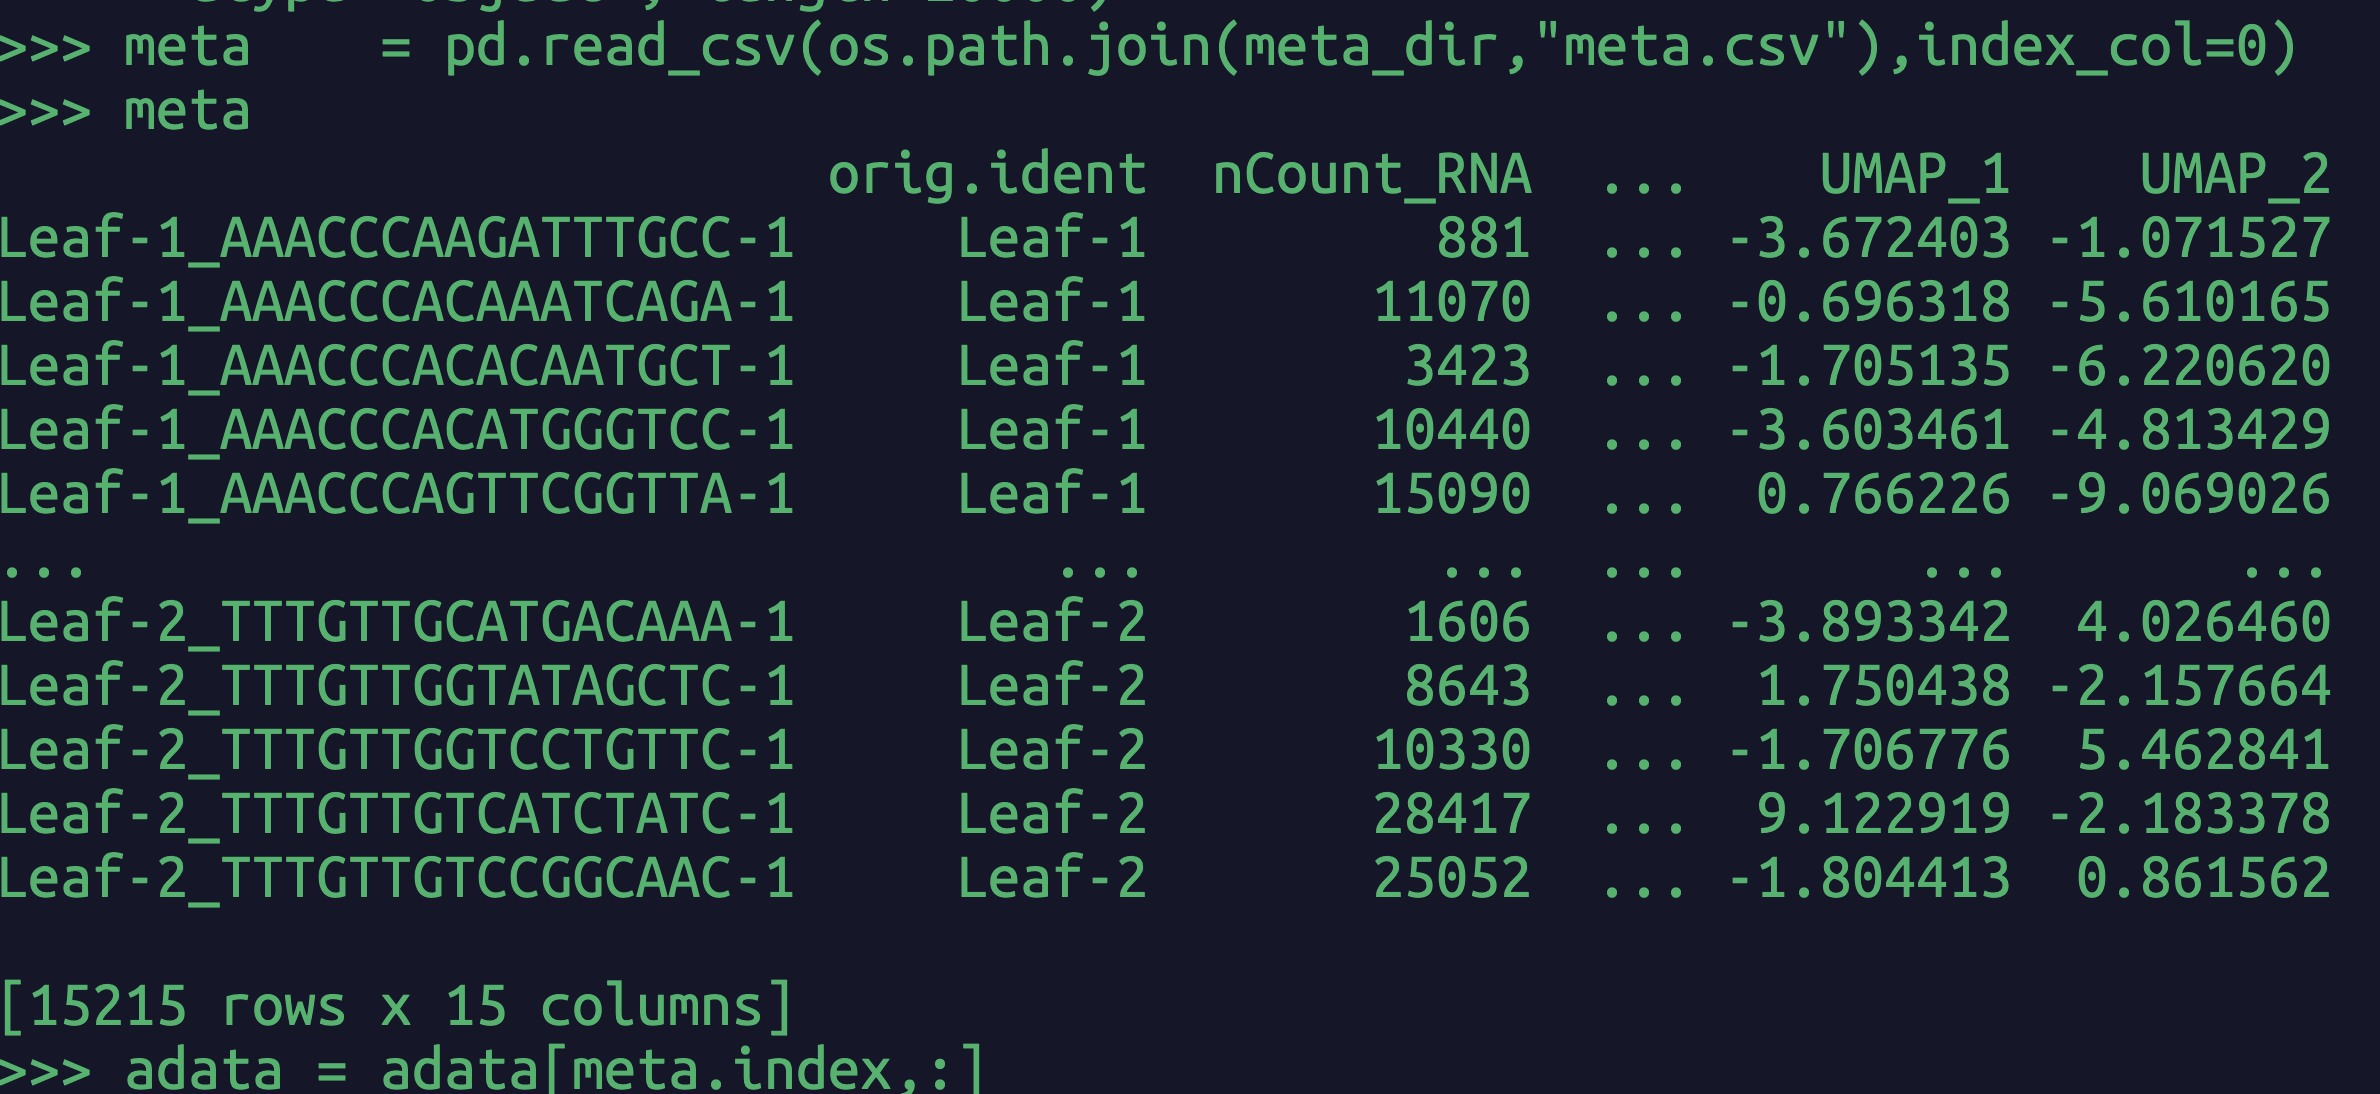 >>> meta    = pd.read_csv(os.path.join(meta_dir,"meta.csv"),index_col=0)
>>> meta
                          orig.ident  nCount_RNA  ...    UMAP_1    UMAP_2
Leaf-1_AAACCCAAGATTTGCC-1     Leaf-1         881  ... -3.672403 -1.071527
Leaf-1_AAACCCACAAATCAGA-1     Leaf-1       11070  ... -0.696318 -5.610165
Leaf-1_AAACCCACACAATGCT-1     Leaf-1        3423  ... -1.705135 -6.220620
Leaf-1_AAACCCACATGGGTCC-1     Leaf-1       10440  ... -3.603461 -4.813429
Leaf-1_AAACCCAGTTCGGTTA-1     Leaf-1       15090  ...  0.766226 -9.069026
...                              ...         ...  ...       ...       ...
Leaf-2_TTTGTTGCATGACAAA-1     Leaf-2        1606  ... -3.893342  4.026460
Leaf-2_TTTGTTGGTATAGCTC-1     Leaf-2        8643  ...  1.750438 -2.157664
Leaf-2_TTTGTTGGTCCTGTTC-1     Leaf-2       10330  ... -1.706776  5.462841
Leaf-2_TTTGTTGTCATCTATC-1     Leaf-2       28417  ...  9.122919 -2.183378
Leaf-2_TTTGTTGTCCGGCAAC-1     Leaf-2       25052  ... -1.804413  0.861562
[15215 rows x 15 columns]
>>> adata = adata[meta.index,:]